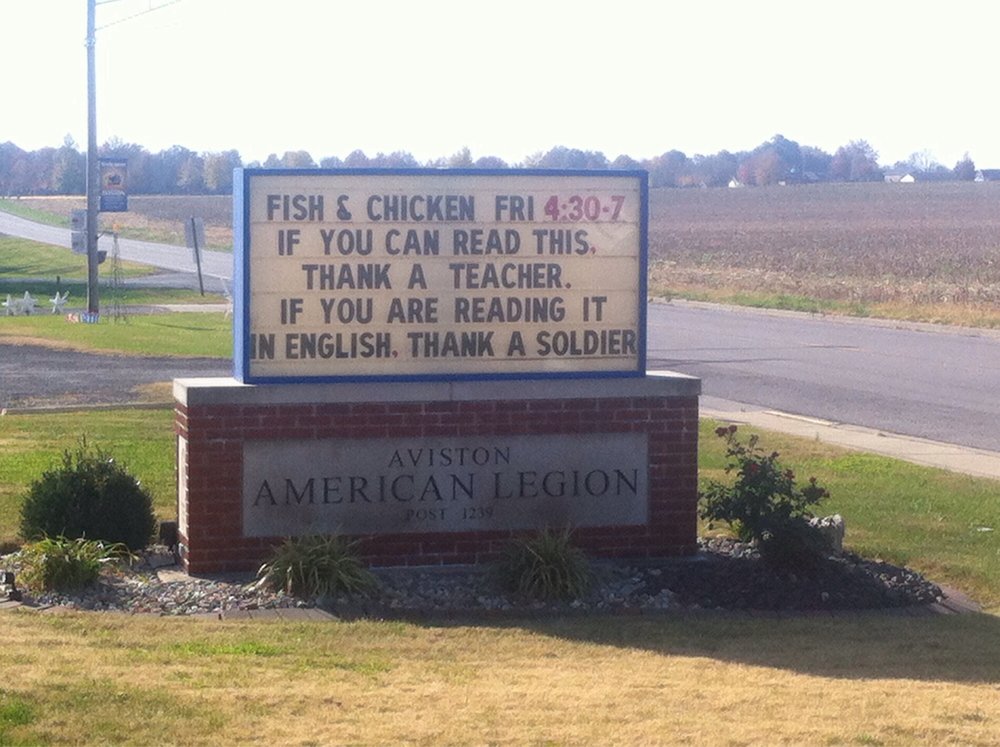 FISH & CHICKEN FRI 4:30-7
IF YOU CAN READ THIS,
THANK A TEACHER.
IF YOU ARE READING IT
IN ENGLISH, THANK A SOLDIER
AVISTON
AMERICAN LEGION
POST 1239